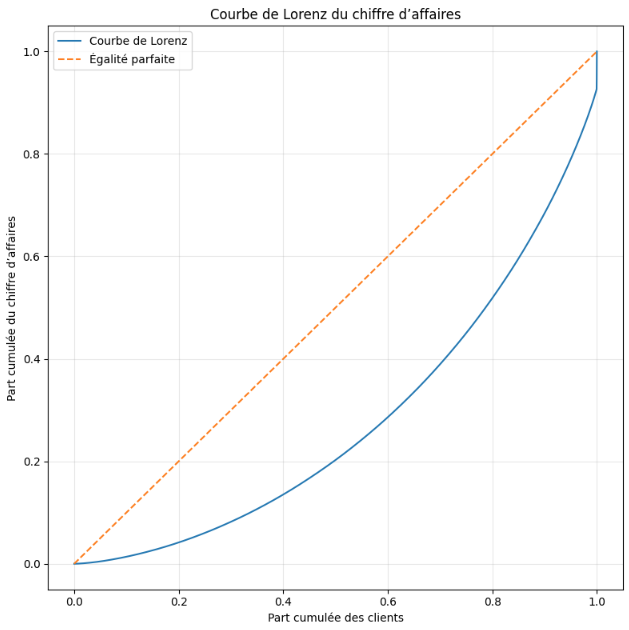 Courbe de Lorenz du chiffre d’affaires
Courbe de Lorenz
Égalité parfaite
Part cumulée du chiffre d’affaires
1.0
0.8
0.6
0.4
0.2
0.0
0.0 0.2 0.4 0.6 0.8 1.0
Part cumulée des clients